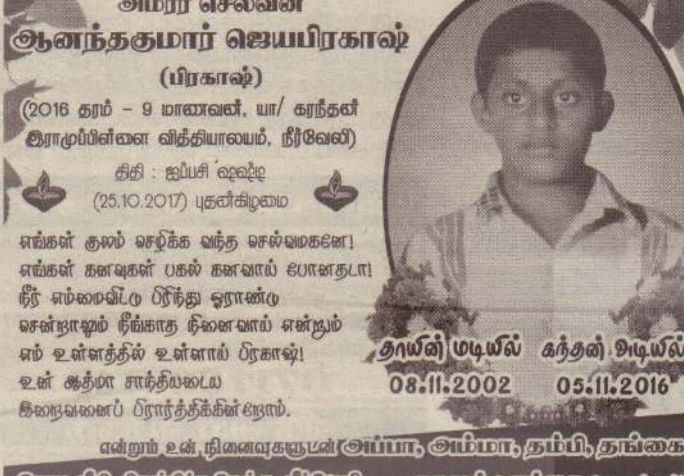 அமரர் செல்வன்
ஆனந்தகுமார் ஜெயபிரகாஷ்
(பிரகாஷ்)
(2016 தரம் – 9 மாணவன், யா/ கரந்தன்
இராமுப்பிள்ளை வித்தியாலயம், நீர்வேலி)
திதி : ஐப்பசி ஷஷ்டி
(25.10.2017) புதன்கிழமை
எங்கள் குலம் செழிக்க வந்த செல்வமகனே!
எங்கள் கனவுகள் பகல் கனவாய் போனதடா!
நீர் எம்மைவிட்டு பிரிந்து ஓராண்டு
சென்றாலும் நீங்காத நினைவாய் என்றும்
எம் உள்ளத்தில் உள்ளாய் பிரகாஷ்!
உன் ஆத்மா சாந்தியடைய
இறைவனைப் பிரார்த்திக்கின்றோம்.
தாயின் மடியில் கந்தன் அடியில்
08.11.2002 05.11.2016
என்றும் உன் நினைவுகளுடன் அப்பா, அம்மா, தம்பி, தங்கை